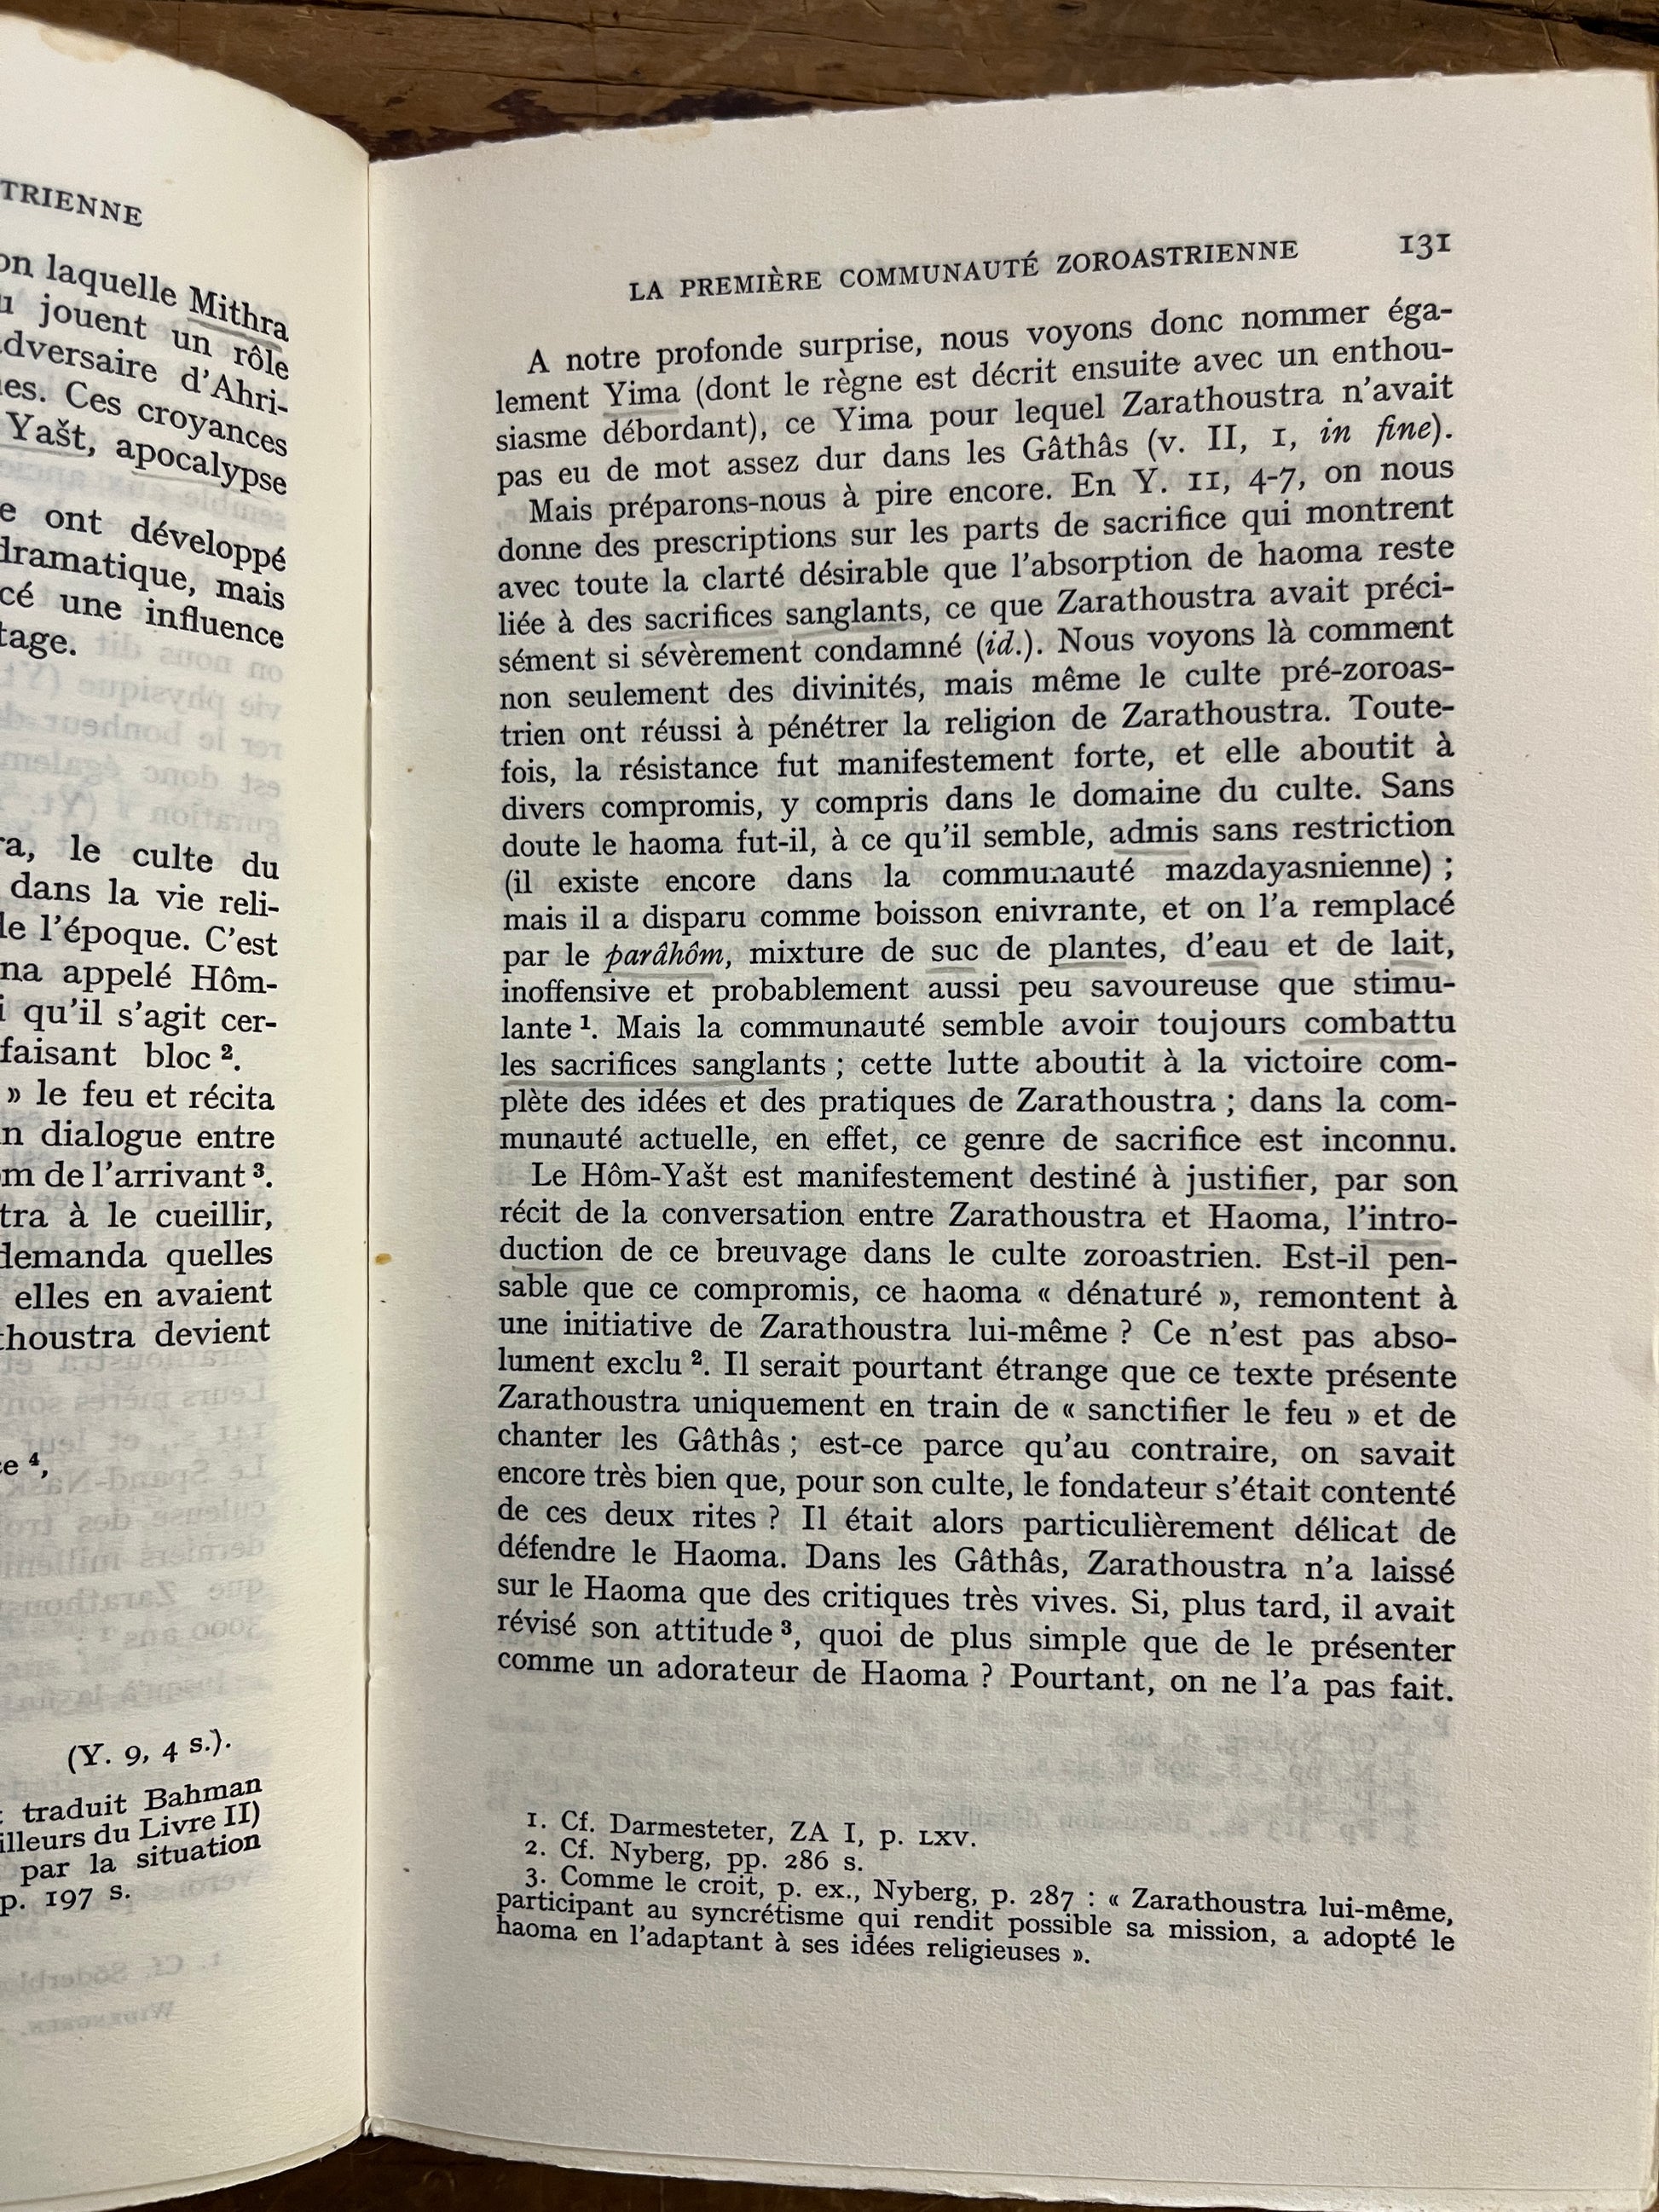 TRIENNE
on laquelle Mithra
u jouent un rôle
dversaire d'Ahri-
es. Ces croyances
Yašt, apocalypse
e ont développé
dramatique, mais
cé une influence
tage.
ra, le culte du
dans la vie reli-
le l'époque. C'est
na appelé Hôm-
i qu'il s'agit cer-
faisant bloc ².
» le feu et récita
n dialogue entre
m de l'arrivant ³.
tra à le cueillir,
demanda quelles
elles en avaient
thoustra devient
ce ⁴,
(Y. 9, 4 s.).
traduit Bahman
illeurs du Livre II)
par la situation
p. 197 s.
LA PREMIÈRE COMMUNAUTÉ ZOROASTRIENNE 131
A notre profonde surprise, nous voyons donc nommer éga-
lement Yima (dont le règne est décrit ensuite avec un enthou-
siasme débordant), ce Yima pour lequel Zarathoustra n'avait
pas eu de mot assez dur dans les Gâthâs (v. II, 1, in fine).
Mais préparons-nous à pire encore. En Y. 11, 4-7, on nous
donne des prescriptions sur les parts de sacrifice qui montrent
avec toute la clarté désirable que l'absorption de haoma reste
liée à des sacrifices sanglants, ce que Zarathoustra avait préci-
sément si sévèrement condamné (id.). Nous voyons là comment
non seulement des divinités, mais même le culte pré-zoroas-
trien ont réussi à pénétrer la religion de Zarathoustra. Toute-
fois, la résistance fut manifestement forte, et elle aboutit à
divers compromis, y compris dans le domaine du culte. Sans
doute le haoma fut-il, à ce qu'il semble, admis sans restriction
(il existe encore dans la communauté mazdayasnienne) ;
mais il a disparu comme boisson enivrante, et on l'a remplacé
par le parâhôm, mixture de suc de plantes, d'eau et de lait,
inoffensive et probablement aussi peu savoureuse que stimu-
lante ¹. Mais la communauté semble avoir toujours combattu
les sacrifices sanglants ; cette lutte aboutit à la victoire com-
plète des idées et des pratiques de Zarathoustra ; dans la com-
munauté actuelle, en effet, ce genre de sacrifice est inconnu.
Le Hôm-Yašt est manifestement destiné à justifier, par son
récit de la conversation entre Zarathoustra et Haoma, l'intro-
duction de ce breuvage dans le culte zoroastrien. Est-il pen-
sable que ce compromis, ce haoma « dénaturé », remontent à
une initiative de Zarathoustra lui-même ? Ce n'est pas abso-
lument exclu ². Il serait pourtant étrange que ce texte présente
Zarathoustra uniquement en train de « sanctifier le feu » et de
chanter les Gâthâs ; est-ce parce qu'au contraire, on savait
encore très bien que, pour son culte, le fondateur s'était contenté
de ces deux rites ? Il était alors particulièrement délicat de
défendre le Haoma. Dans les Gâthâs, Zarathoustra n'a laissé
sur le Haoma que des critiques très vives. Si, plus tard, il avait
révisé son attitude ³, quoi de plus simple que de le présenter
comme un adorateur de Haoma ? Pourtant, on ne l'a pas fait.
1. Cf. Darmesteter, ZA I, p. LXV.
2. Cf. Nyberg, pp. 286 s.
3. Comme le croit, p. ex., Nyberg, p. 287 : « Zarathoustra lui-même,
participant au syncrétisme qui rendit possible sa mission, a adopté le
haoma en l'adaptant à ses idées religieuses ».